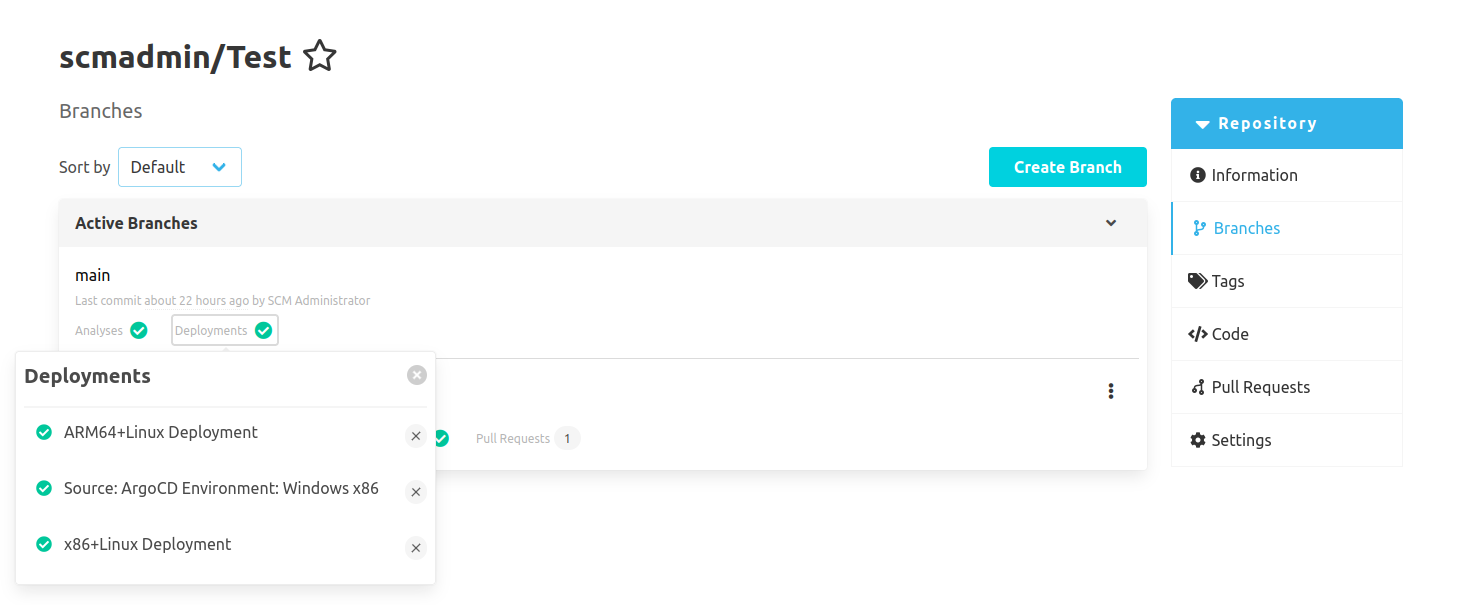 scmadmin/Test
Branches
Sort by Default
Create Branch
Active Branches
main
Last commit about 22 hours ago by SCM Administrator
Analyses Deployments
Deployments
ARM64+Linux Deployment
Source: ArgoCD Environment: Windows x86
x86+Linux Deployment
Pull Requests 1
Repository
Information
Branches
Tags
Code
Pull Requests
Settings